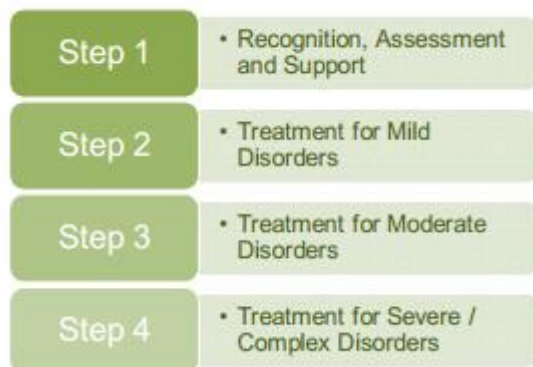 Step 1
• Recognition, Assessment
and Support
Step 2
• Treatment for Mild
Disorders
Step 3
• Treatment for Moderate
Disorders
Step 4
• Treatment for Severe /
Complex Disorders